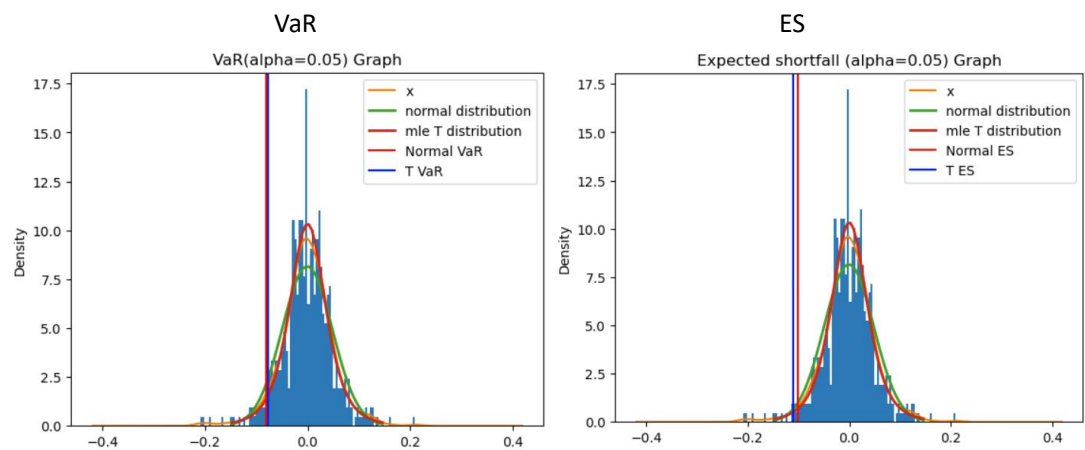 VaR
VaR(alpha=0.05) Graph
17.5
15.0
12.5
10.0
7.5
5.0
2.5
0.0
Density
−0.4
−0.2
0.0
0.2
0.4
x
normal distribution
mle T distribution
Normal VaR
T VaR
ES
Expected shortfall (alpha=0.05) Graph
17.5
15.0
12.5
10.0
7.5
5.0
2.5
0.0
Density
−0.4
−0.2
0.0
0.2
0.4
x
normal distribution
mle T distribution
Normal ES
T ES